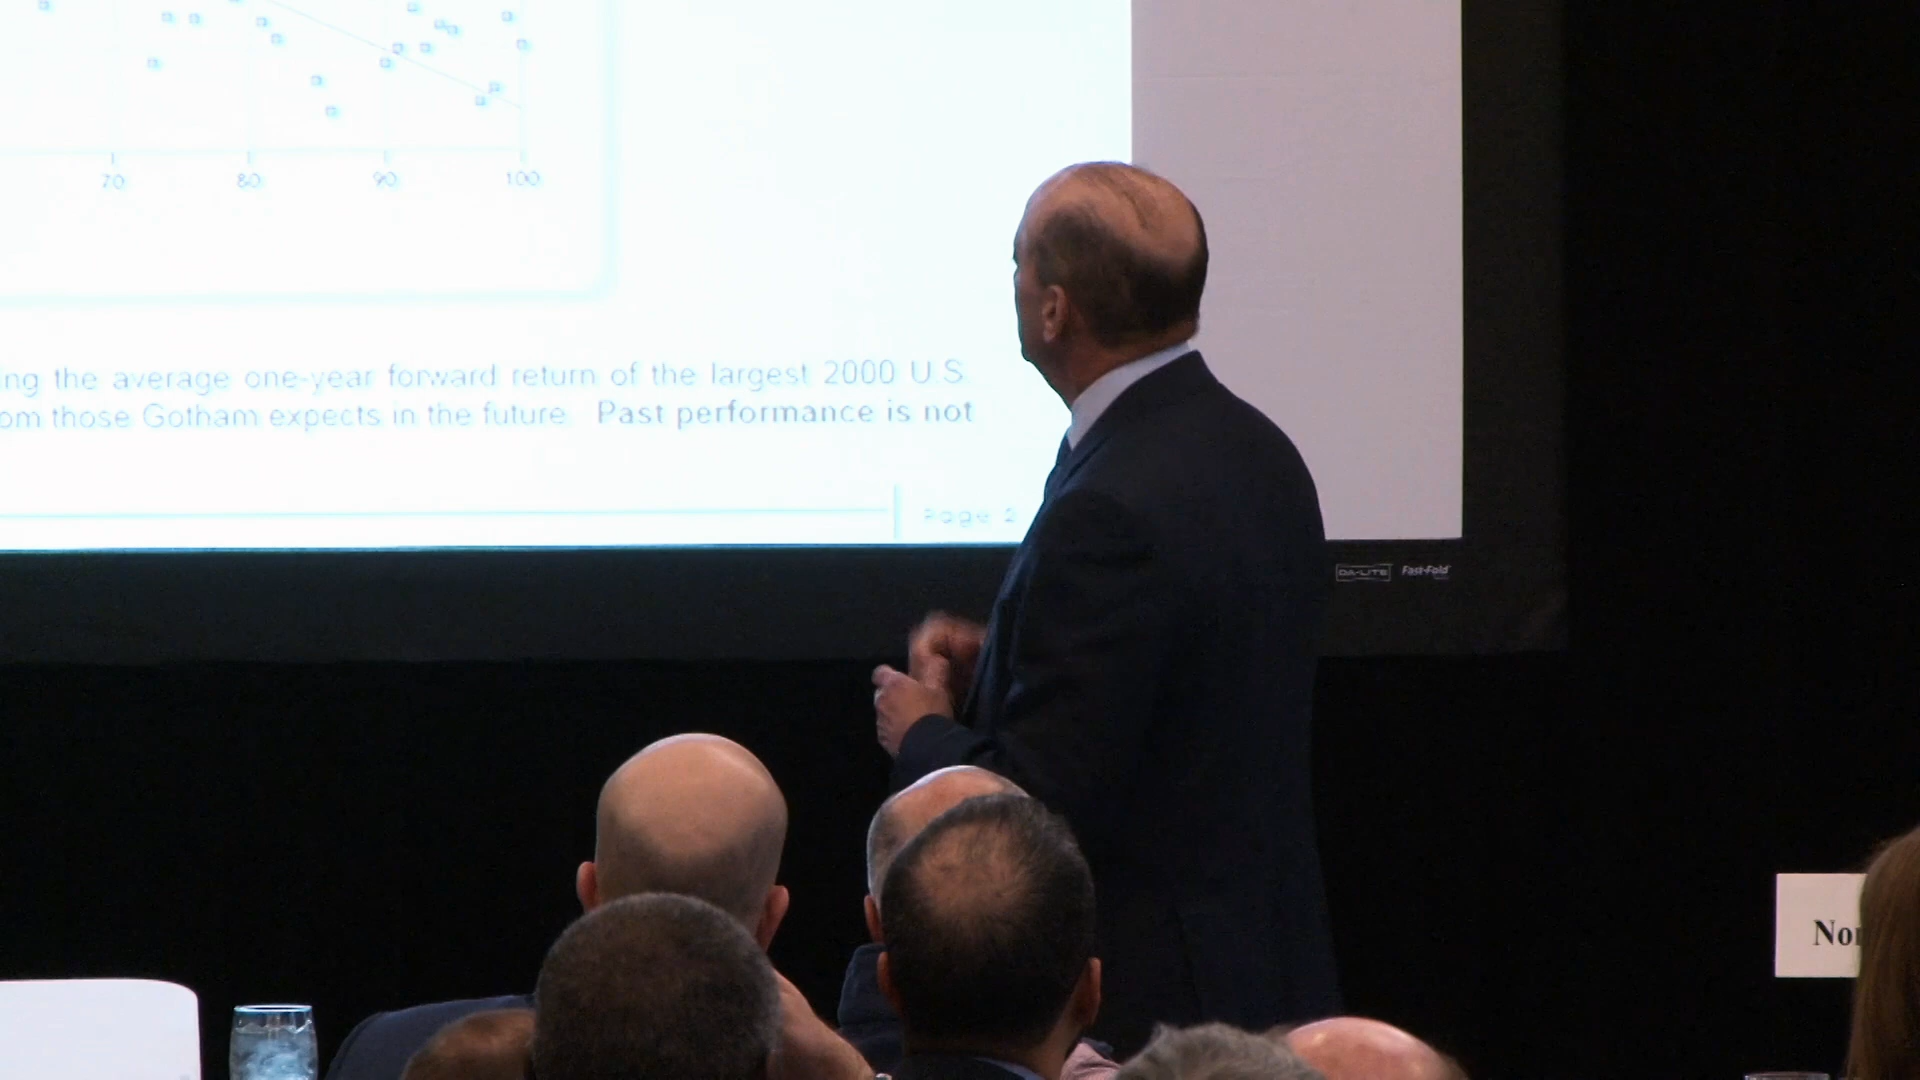 70 80 90 100
ing the average one-year forward return of the largest 2000 U.S.
om those Gotham expects in the future Past performance is not
Page 2
DA-LITE Fast-Fold
Nor